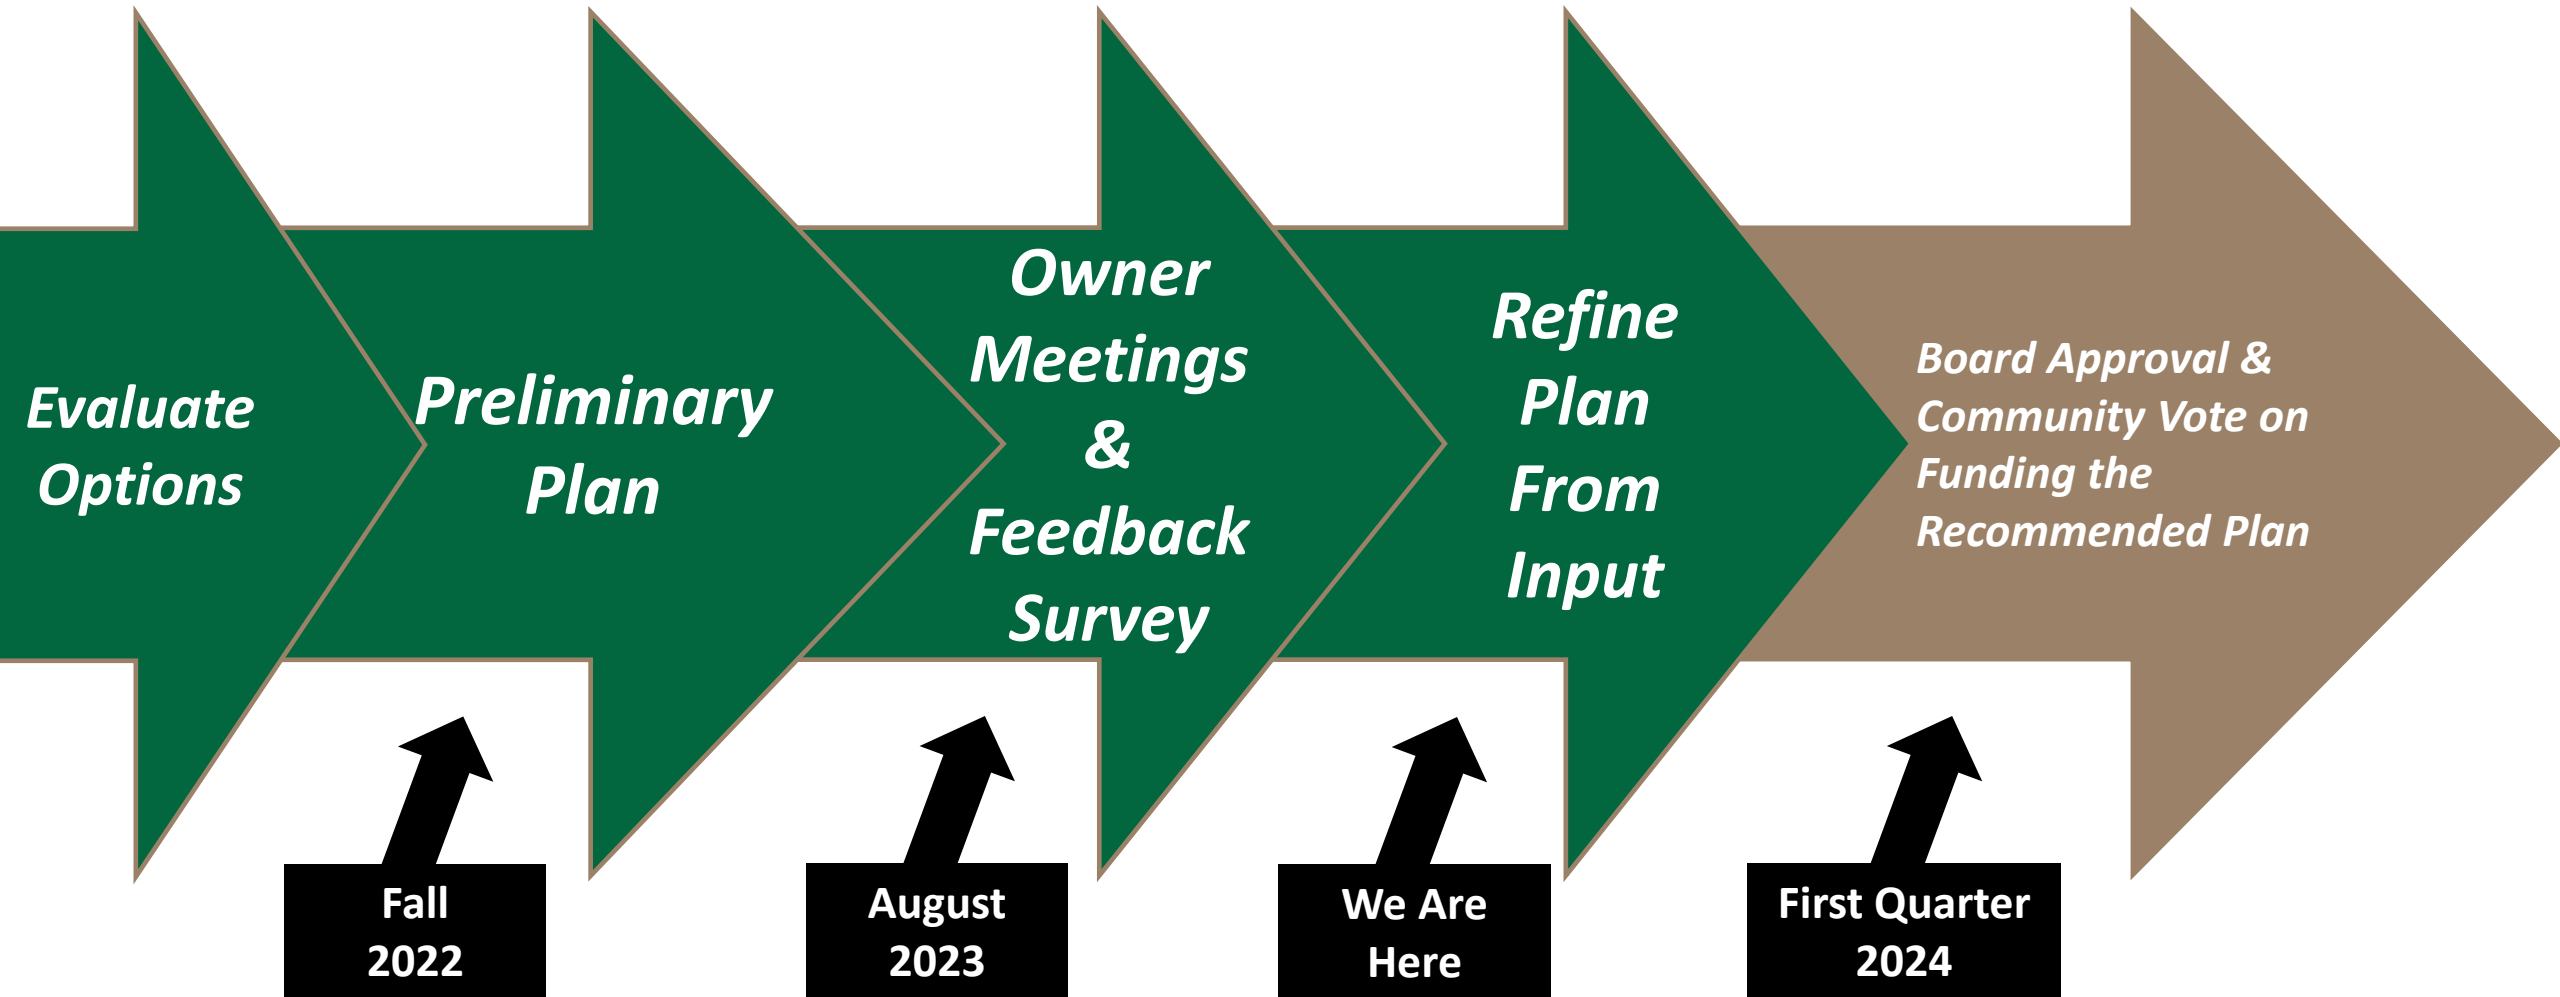 Evaluate
Options
Preliminary
Plan
Owner
Meetings
&
Feedback
Survey
Refine
Plan
From
Input
Board Approval &
Community Vote on
Funding the
Recommended Plan
Fall
2022
August
2023
We Are
Here
First Quarter
2024